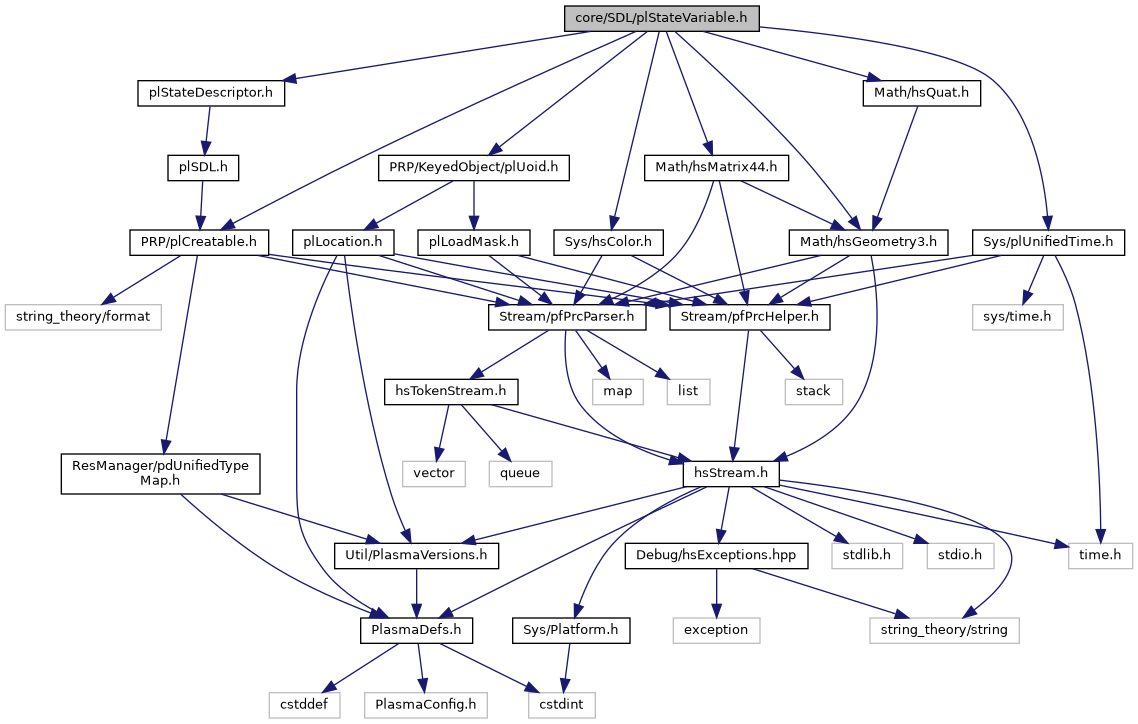 core/SDL/plStateVariable.h
plStateDescriptor.h
Math/hsQuat.h
plSDL.h
PRP/KeyedObject/plUoid.h
Math/hsMatrix44.h
PRP/plCreatable.h
plLocation.h
plLoadMask.h
Sys/hsColor.h
Math/hsGeometry3.h
Sys/plUnifiedTime.h
string_theory/format
Stream/pfPrcParser.h
Stream/pfPrcHelper.h
sys/time.h
hsTokenStream.h
map
list
stack
ResManager/pdUnifiedType
Map.h
vector
queue
hsStream.h
Util/PlasmaVersions.h
Debug/hsExceptions.hpp
stdlib.h
stdio.h
time.h
PlasmaDefs.h
Sys/Platform.h
exception
string_theory/string
cstddef
PlasmaConfig.h
cstdint